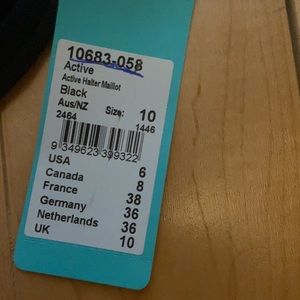 10683-058
Active
Active Halter Maillot
Black
Aus/NZ Size: 10
2464 1446
9 349623 399322
USA 6
Canada 8
France 38
Germany 36
Netherlands 36
UK 10